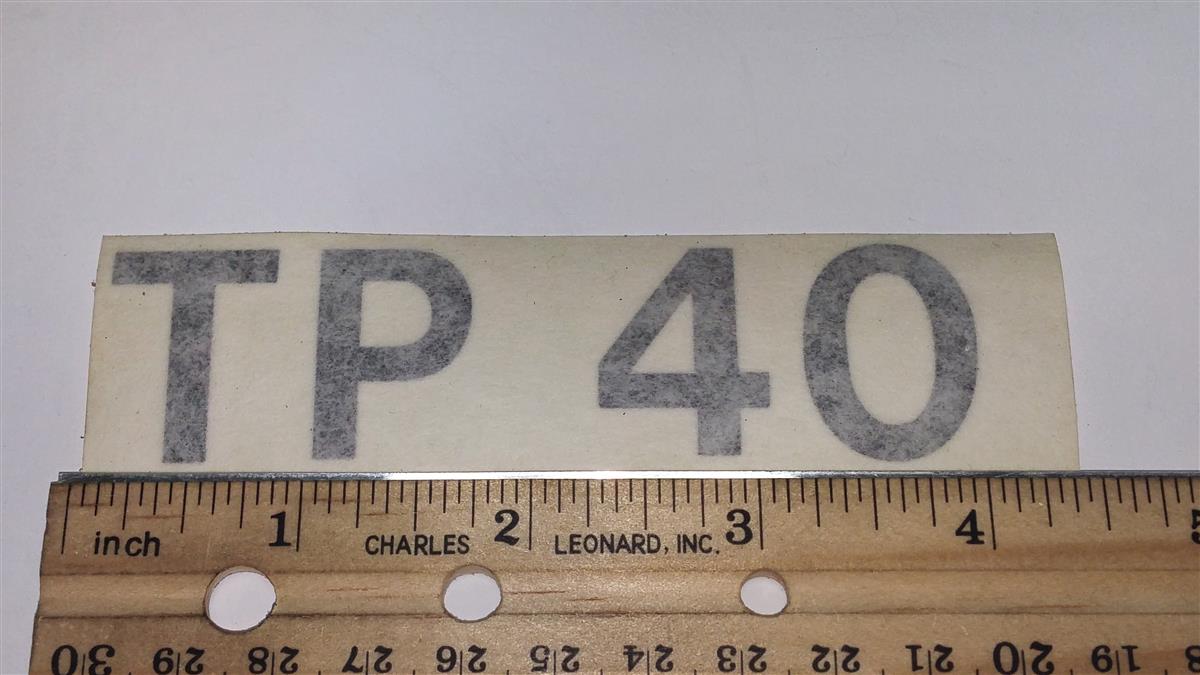 TP 40
inch 1 CHARLES 2 LEONARD, INC. 3 4 5
30 29 28 27 26 25 24 23 22 21 20 19